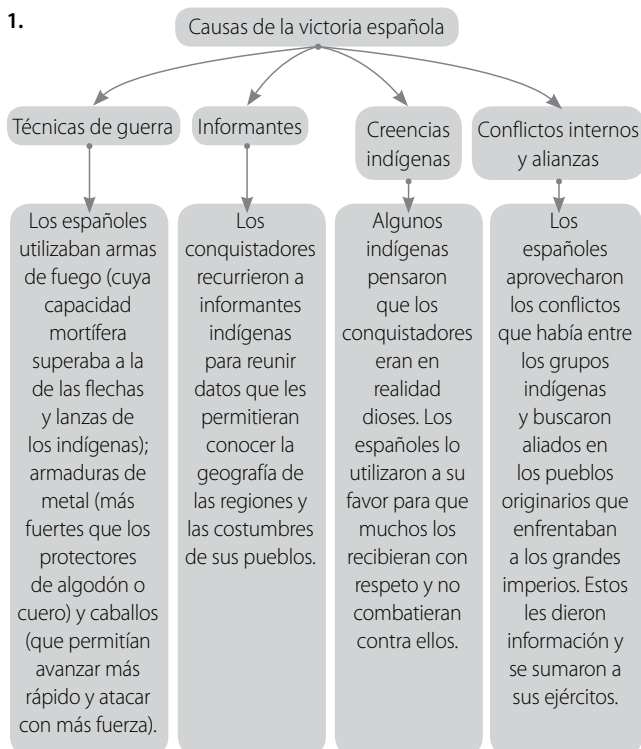 1.
Causas de la victoria española
Técnicas de guerra
Informantes
Creencias
indígenas
Conflictos internos
y alianzas
Los españoles
utilizaban armas
de fuego (cuya
capacidad
mortífera
superaba a la
de las flechas
y lanzas de
los indígenas);
armaduras de
metal (más
fuertes que los
protectores
de algodón o
cuero) y caballos
(que permitían
avanzar más
rápido y atacar
con más fuerza).
Los
conquistadores
recurrieron a
informantes
indígenas
para reunir
datos que les
permitieran
conocer la
geografía de
las regiones y
las costumbres
de sus pueblos.
Algunos
indígenas
pensaron
que los
conquistadores
eran en
realidad
dioses. Los
españoles lo
utilizaron a su
favor para que
muchos los
recibieran con
respeto y no
combatieran
contra ellos.
Los
españoles
aprovecharon
los conflictos
que había entre
los grupos
indígenas
y buscaron
aliados en
los pueblos
originarios que
enfrentaban
a los grandes
imperios. Estos
les dieron
información y
se sumaron a
sus ejércitos.